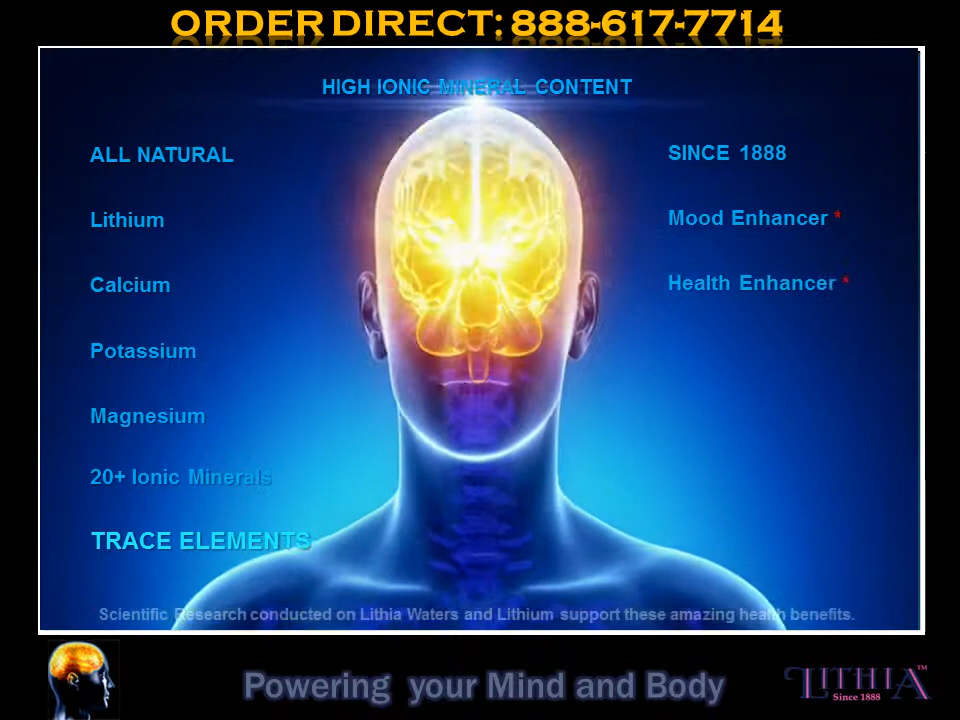 ORDER DIRECT: 888-617-7714
HIGH IONIC MINERAL CONTENT
ALL NATURAL
Lithium
Calcium
Potassium
Magnesium
20+ Ionic Minerals
TRACE ELEMENTS
SINCE 1888
Mood Enhancer *
Health Enhancer *
Scientific Research conducted on Lithia Waters and Lithium support these amazing health benefits.
Powering your Mind and Body
LITHIA™
Since 1888